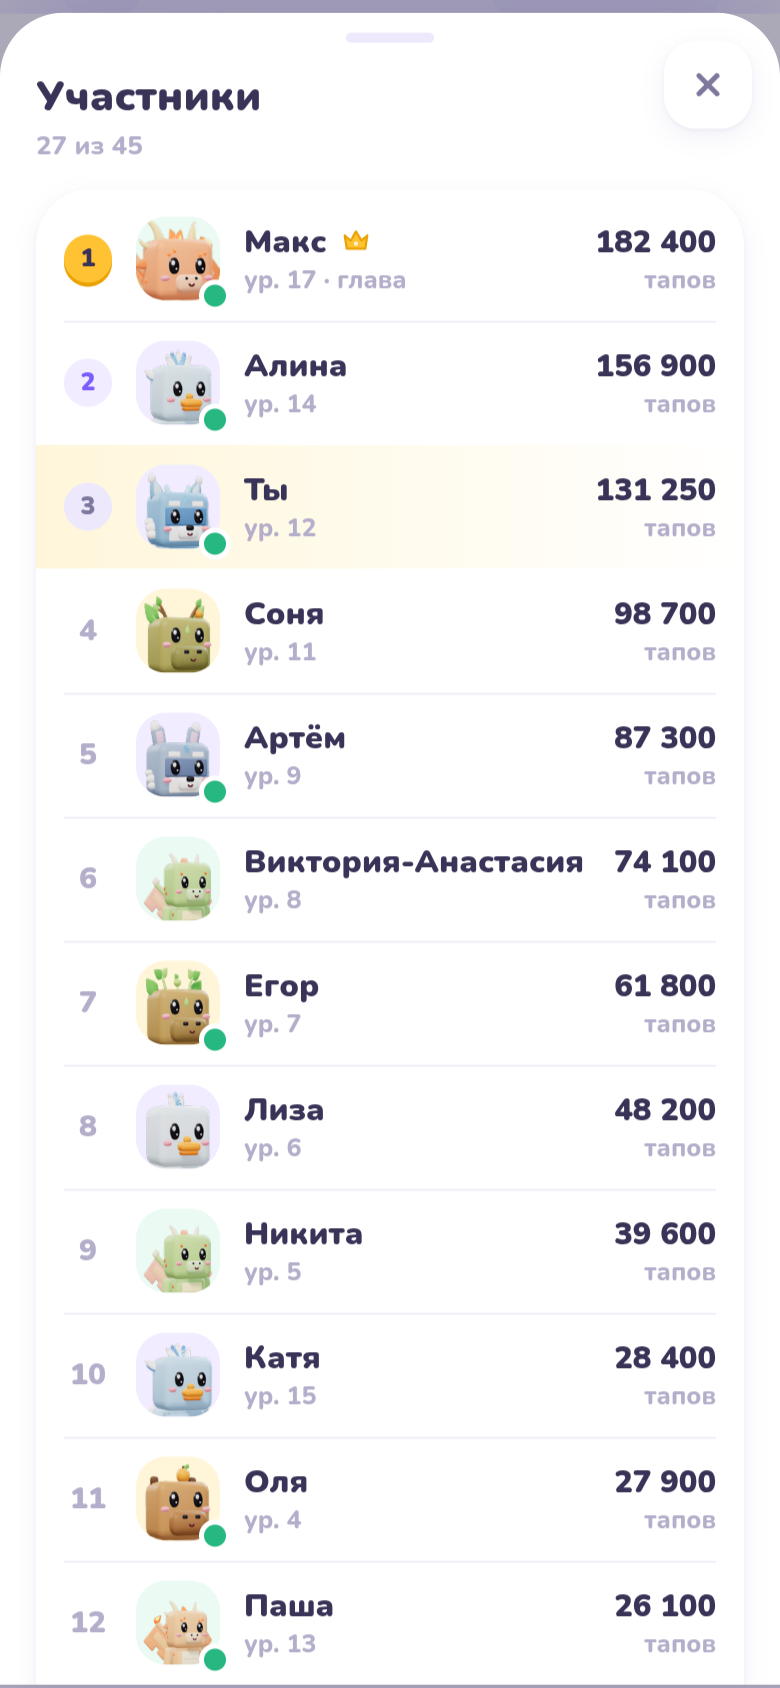 Участники
27 из 45
1 Макс 182 400
ур. 17 · глава тапов
2 Алина 156 900
ур. 14 тапов
3 Ты 131 250
ур. 12 тапов
4 Соня 98 700
ур. 11 тапов
5 Артём 87 300
ур. 9 тапов
6 Виктория-Анастасия 74 100
ур. 8 тапов
7 Егор 61 800
ур. 7 тапов
8 Лиза 48 200
ур. 6 тапов
9 Никита 39 600
ур. 5 тапов
10 Катя 28 400
ур. 15 тапов
11 Оля 27 900
ур. 4 тапов
12 Паша 26 100
ур. 13 тапов